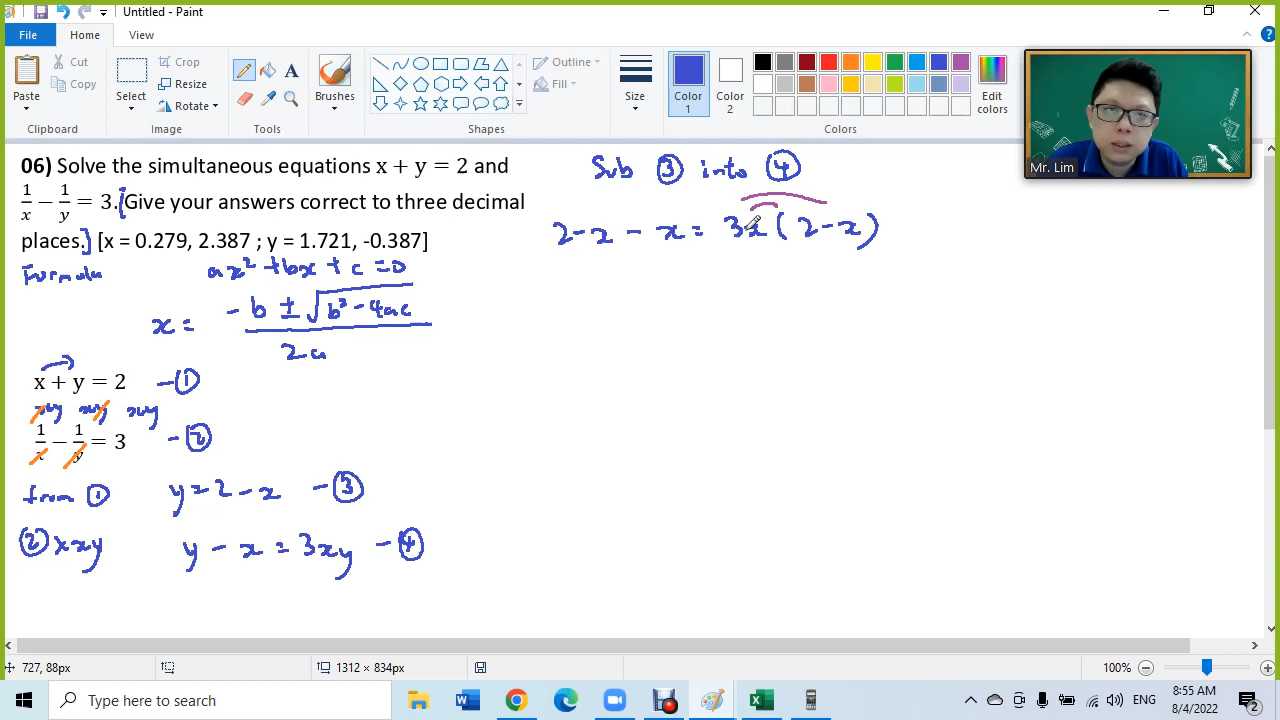 Untitled - Paint
File Home View
Paste Cut Copy Clipboard
Select Crop Resize Rotate Image
Brushes Tools
Outline Fill Shapes
Size
Color 1 Color 2 Edit colors Colors
Mr. Lim
06) Solve the simultaneous equations x + y = 2 and
1/x − 1/y = 3. [Give your answers correct to three decimal
places.] [x = 0.279, 2.387 ; y = 1.721, -0.387]
Formula ax² + bx + c = 0
x = (-b ± √(b² - 4ac)) / 2a
x + y = 2 - ①
xy xy xy
1/x − 1/y = 3 - ②
from ① y = 2 - x - ③
② × xy y - x = 3xy - ④
Sub ③ into ④
2 - x - x = 3x(2 - x)
727, 88px 1312 × 834px 100%
Type here to search
ENG 8:55 AM
8/4/2022 2